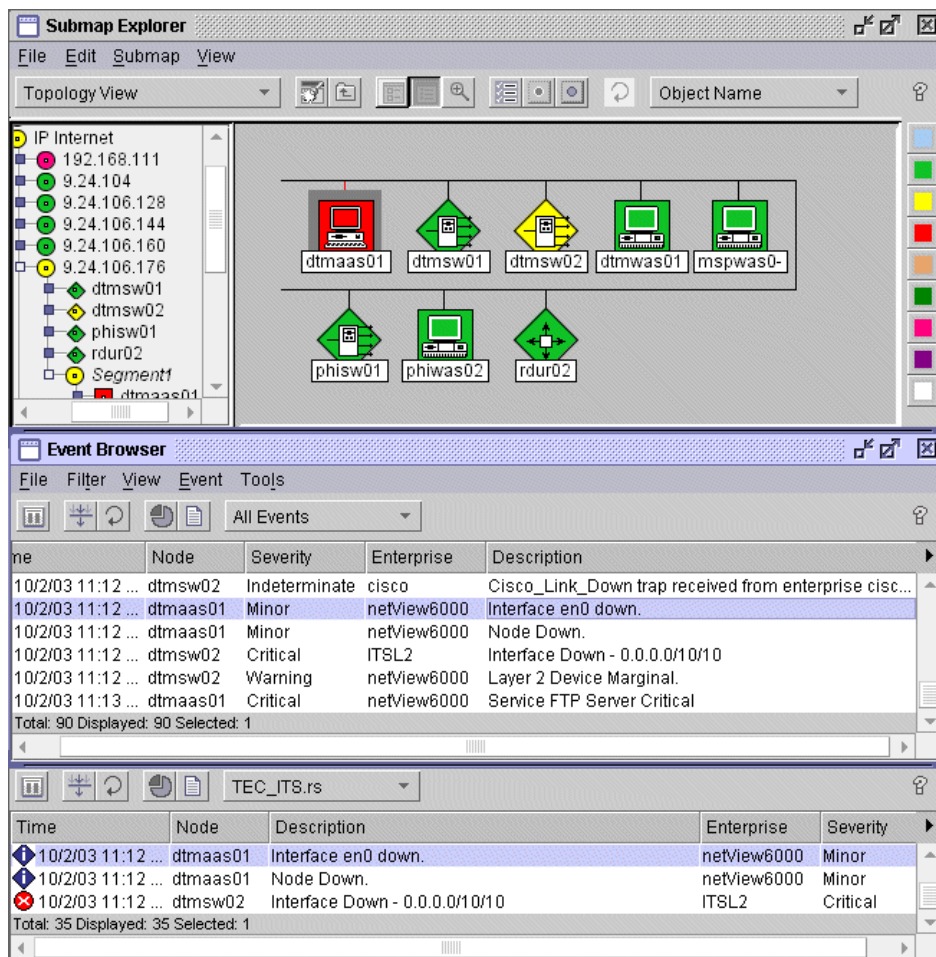 Submap Explorer
File Edit Submap View
Topology View Object Name
IP Internet
192.168.111
9.24.104
9.24.106.128
9.24.106.144
9.24.106.160
9.24.106.176
dtmsw01
dtmsw02
phisw01
rdur02
Segment1
dtmaas01
dtmaas01 dtmsw01 dtmsw02 dtmwas01 mspwas0-
phisw01 phiwas02 rdur02
Event Browser
File Filter View Event Tools
All Events
me Node Severity Enterprise Description
10/2/03 11:12 ... dtmsw02 Indeterminate cisco Cisco_Link_Down trap received from enterprise cisc...
10/2/03 11:12 ... dtmaas01 Minor netView6000 Interface en0 down.
10/2/03 11:12 ... dtmaas01 Minor netView6000 Node Down.
10/2/03 11:12 ... dtmsw02 Critical ITSL2 Interface Down - 0.0.0.0/10/10
10/2/03 11:12 ... dtmsw02 Warning netView6000 Layer 2 Device Marginal.
10/2/03 11:13 ... dtmaas01 Critical netView6000 Service FTP Server Critical
Total: 90 Displayed: 90 Selected: 1
TEC_ITS.rs
Time Node Description Enterprise Severity
10/2/03 11:12 ... dtmaas01 Interface en0 down. netView6000 Minor
10/2/03 11:12 ... dtmaas01 Node Down. netView6000 Minor
10/2/03 11:12 ... dtmsw02 Interface Down - 0.0.0.0/10/10 ITSL2 Critical
Total: 35 Displayed: 35 Selected: 1